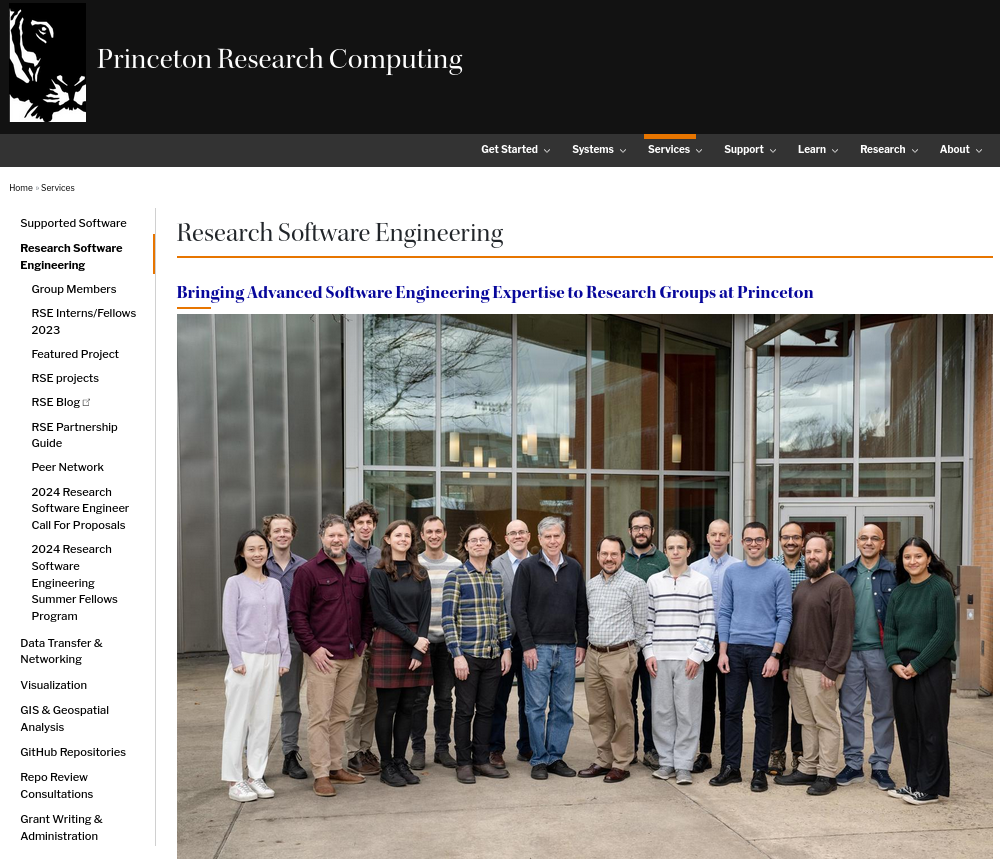 Princeton Research Computing
Get Started
Systems
Services
Support
Learn
Research
About
Home » Services
Supported Software
Research Software
Engineering
Group Members
RSE Interns/Fellows
2023
Featured Project
RSE projects
RSE Blog
RSE Partnership
Guide
Peer Network
2024 Research
Software Engineer
Call For Proposals
2024 Research
Software
Engineering
Summer Fellows
Program
Data Transfer &
Networking
Visualization
GIS & Geospatial
Analysis
GitHub Repositories
Repo Review
Consultations
Grant Writing &
Administration
Research Software Engineering
Bringing Advanced Software Engineering Expertise to Research Groups at Princeton